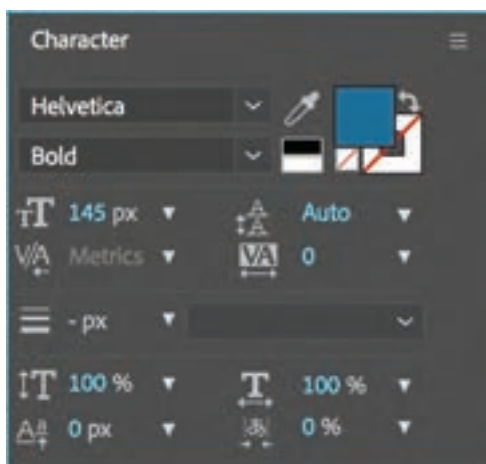 Character
Helvetica
Bold
145 px Auto
Metrics 0
- px
100 % 100 %
0 px 0 %